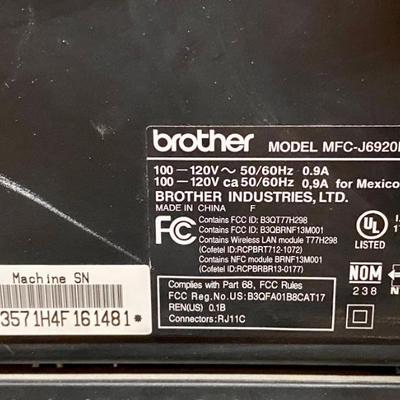 brother MODEL MFC-J6920
100-120V~ 50/60Hz 0.9A
100-120V ca 50/60Hz 0,9A for Mexico
BROTHER INDUSTRIES, LTD.
MADE IN CHINA F
FC
Contains FCC ID: B3QT77H298
Contains FCC ID: B3QBRNF13M001
Contains Wireless LAN module T77H298
(Cofetel ID:RCPBRT712-1072)
Contains NFC module BRNF13M001
(Cofetel ID:RCPBRBR13-0177)
UL
NOM
238
Complies with Part 68, FCC Rules
FCC Reg.No.US:B3QFA01B8CAT17
REN(US) 0.1B
Connectors:RJ11C
Machine SN
3571H4F161481*